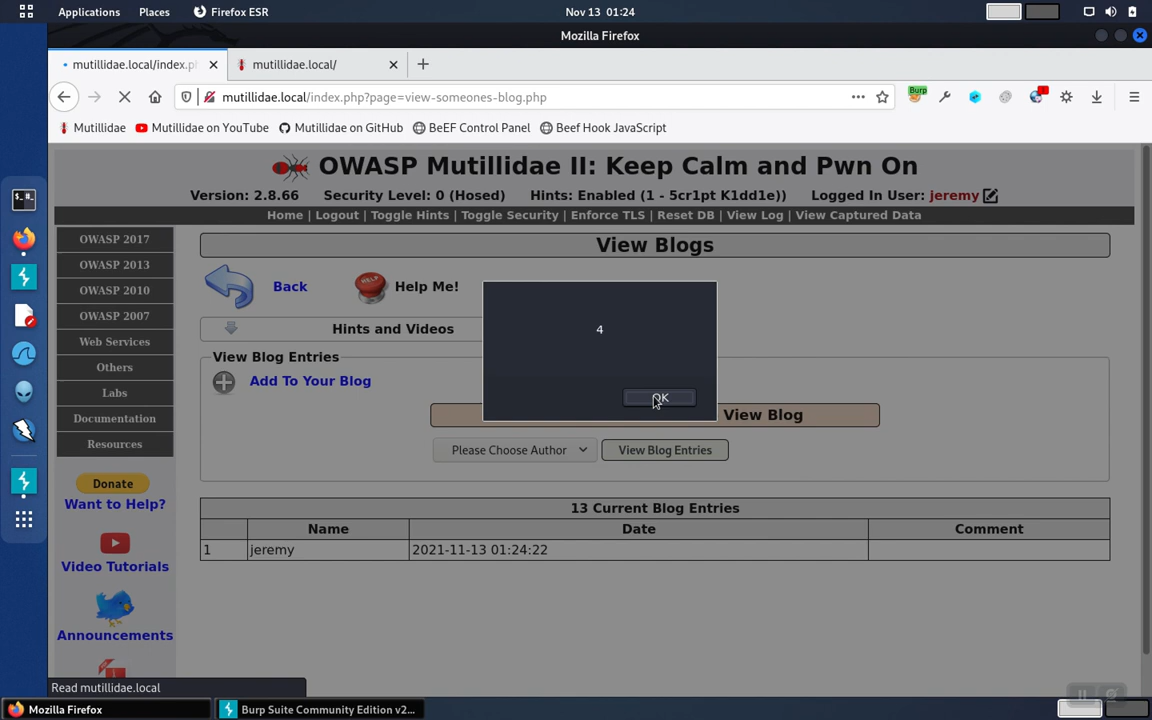 Applications Places Firefox ESR Nov 13 01:24
Mozilla Firefox
mutillidae.local/index.ph mutillidae.local/
mutillidae.local/index.php?page=view-someones-blog.php Burp
Mutillidae Mutillidae on YouTube Mutillidae on GitHub BeEF Control Panel Beef Hook JavaScript
OWASP Mutillidae II: Keep Calm and Pwn On
Version: 2.8.66 Security Level: 0 (Hosed) Hints: Enabled (1 - 5cr1pt K1dd1e)) Logged In User: jeremy
Home | Logout | Toggle Hints | Toggle Security | Enforce TLS | Reset DB | View Log | View Captured Data
OWASP 2017
OWASP 2013
OWASP 2010
OWASP 2007
Web Services
Others
Labs
Documentation
Resources
Donate
Want to Help?
Video Tutorials
Announcements
View Blogs
Back HELP Help Me!
Hints and Videos
View Blog Entries
Add To Your Blog
4
OK
View Blog
Please Choose Author View Blog Entries
13 Current Blog Entries
Name Date Comment
1 jeremy 2021-11-13 01:24:22
Read mutillidae.local
Mozilla Firefox Burp Suite Community Edition v2...